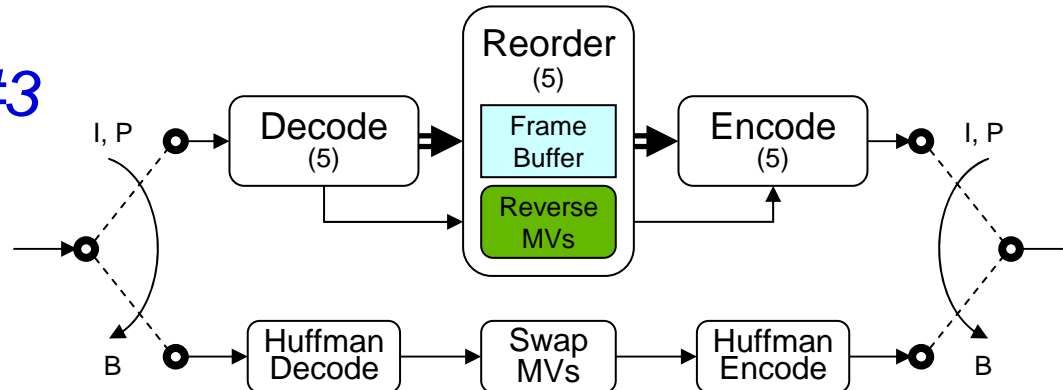 #3
I, P
B
Decode
(5)
Reorder
(5)
Frame
Buffer
Reverse
MVs
Encode
(5)
I, P
B
Huffman
Decode
Swap
MVs
Huffman
Encode